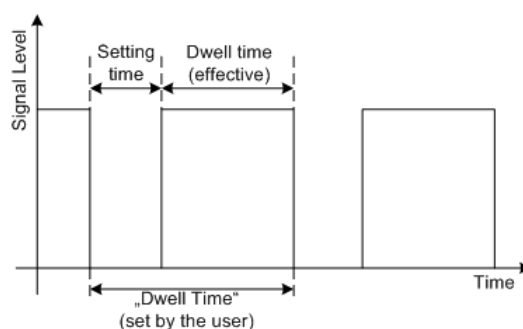 Signal Level
Setting
time
Dwell time
(effective)
Time
„Dwell Time“
(set by the user)